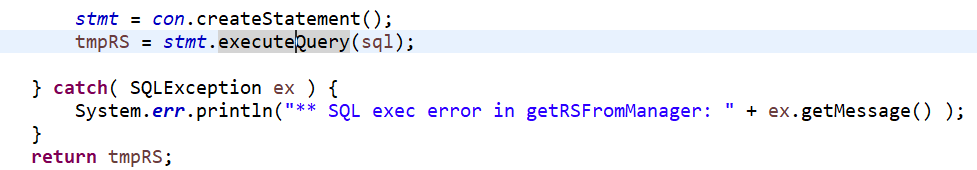 stmt = con.createStatement();
tmpRS = stmt.executeQuery(sql);
} catch( SQLException ex ) {
System.err.println("** SQL exec error in getRSFromManager: " + ex.getMessage() );
}
return tmpRS;